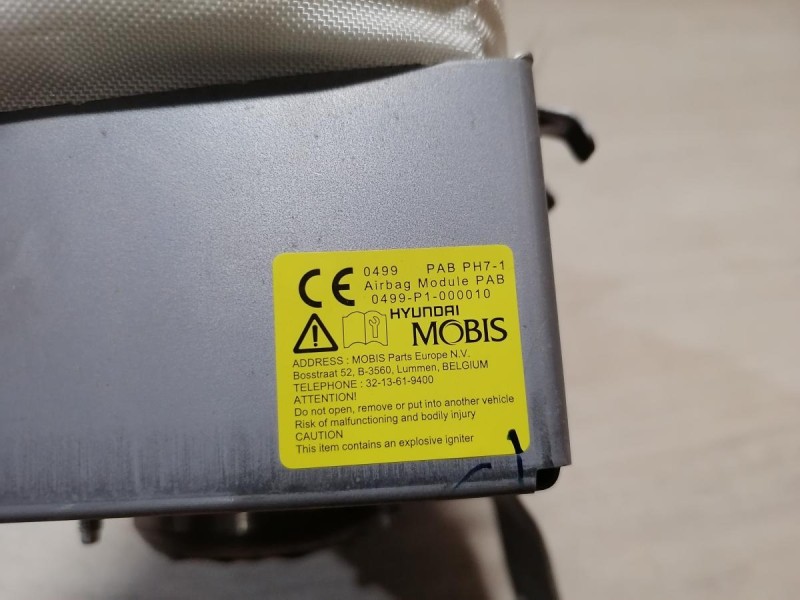 CE 0499 PAB PH7-1
Airbag Module PAB
0499-P1-000010
HYUNDAI
MOBIS
ADDRESS : MOBIS Parts Europe N.V.
Bosstraat 52, B-3560, Lummen, BELGIUM
TELEPHONE : 32-13-61-9400
ATTENTION!
Do not open, remove or put into another vehicle
Risk of malfunctioning and bodily injury
CAUTION
This item contains an explosive igniter